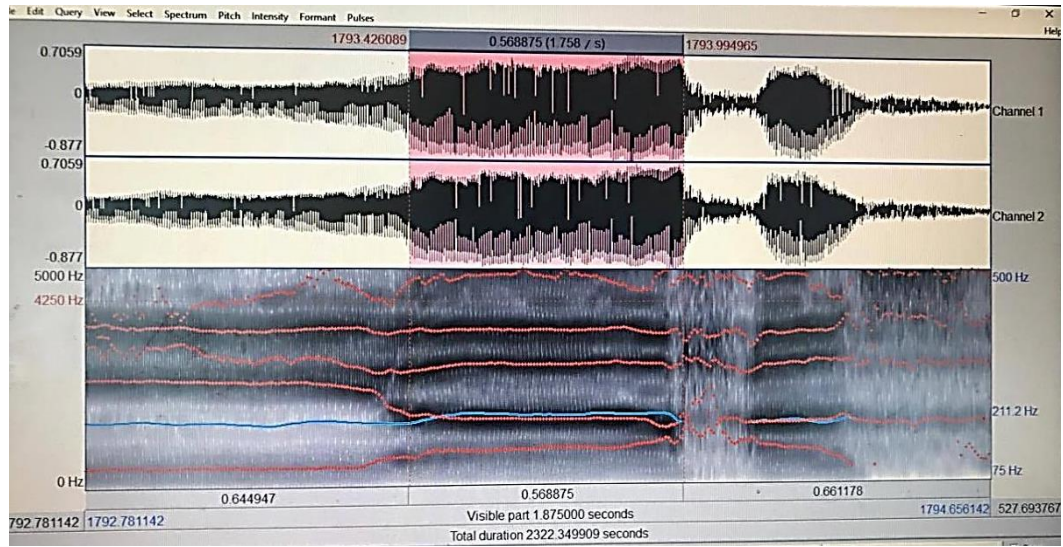 Edit Query View Select Spectrum Pitch Intensity Formant Pulses
Help
1793.426089 0.568875 (1.758 / s) 1793.994965
0.7059
0
-0.877
Channel 1
0.7059
0
-0.877
Channel 2
5000 Hz
4250 Hz
0 Hz
500 Hz
211.2 Hz
75 Hz
0.644947 0.568875 0.661178
792.781142 1792.781142 Visible part 1.875000 seconds 1794.656142 527.693767
Total duration 2322.349909 seconds